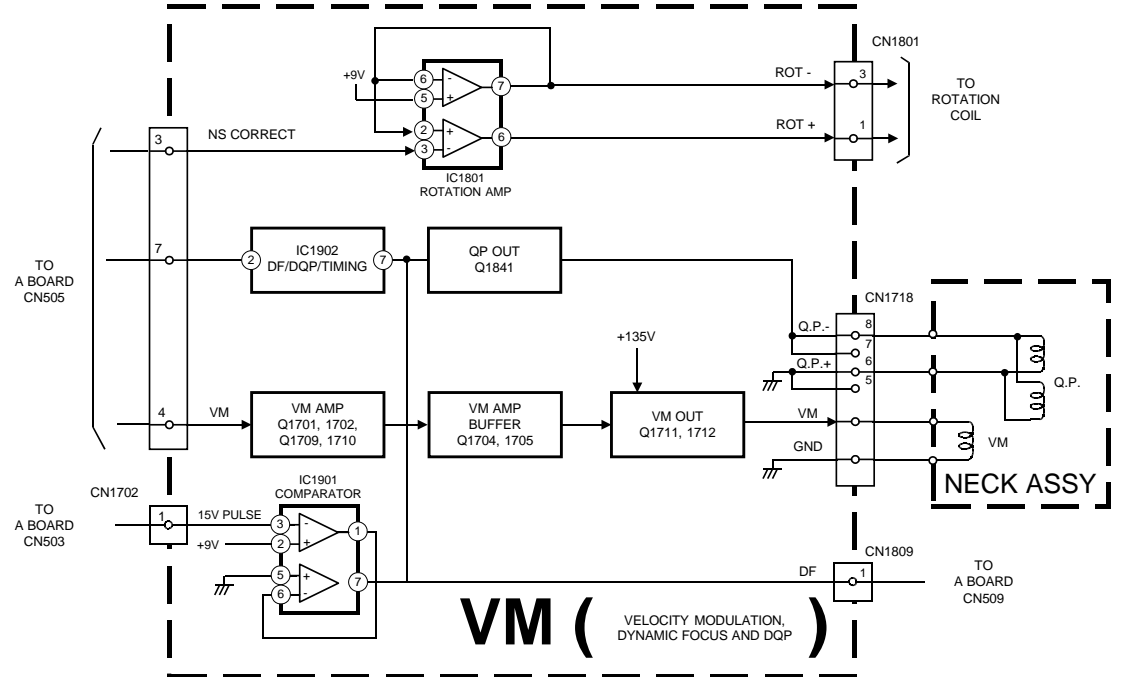 CN1801
+9V
6
-
7
5
+
2
+
6
3
-
ROT -
3
ROT +
1
TO
ROTATION
COIL
IC1801
ROTATION AMP
3
NS CORRECT
7
2
IC1902
DF/DQP/TIMING
7
QP OUT
Q1841
TO
A BOARD
CN505
CN1718
Q.P.-
8
7
Q.P.+
6
5
Q.P.
+135V
4
VM
VM AMP
Q1701, 1702,
Q1709, 1710
VM AMP
BUFFER
Q1704, 1705
VM OUT
Q1711, 1712
VM
GND
VM
NECK ASSY
CN1702
IC1901
COMPARATOR
TO
A BOARD
CN503
1
15V PULSE
3
-
1
+9V
2
+
5
+
7
6
-
DF
CN1809
1
TO
A BOARD
CN509
VM ( VELOCITY MODULATION,
DYNAMIC FOCUS AND DQP )